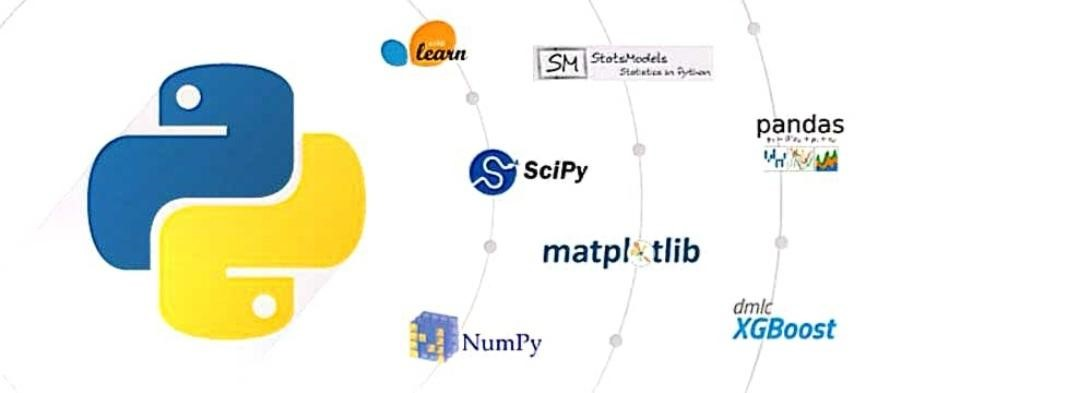 learn
SM
StatsModels
Statistics in Python
pandas
SciPy
matplotlib
NumPy
dmlc
XGBoost